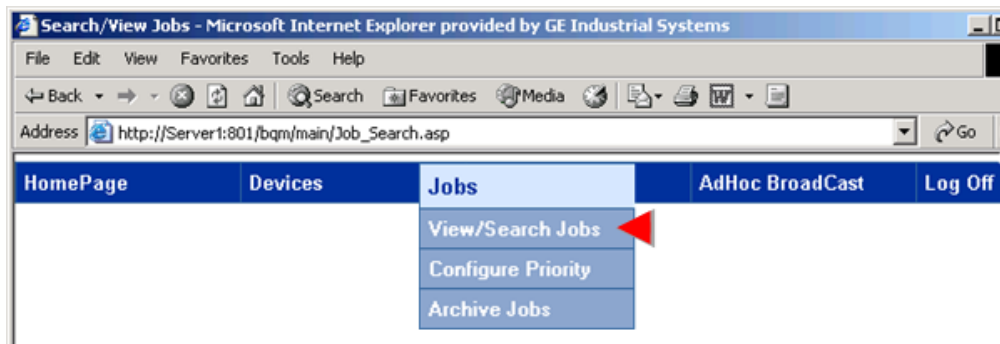 Search/View Jobs - Microsoft Internet Explorer provided by GE Industrial Systems
File Edit View Favorites Tools Help
Back Search Favorites Media
Address http://Server1:801/bqm/main/Job_Search.asp Go
HomePage Devices Jobs AdHoc BroadCast Log Off
View/Search Jobs
Configure Priority
Archive Jobs